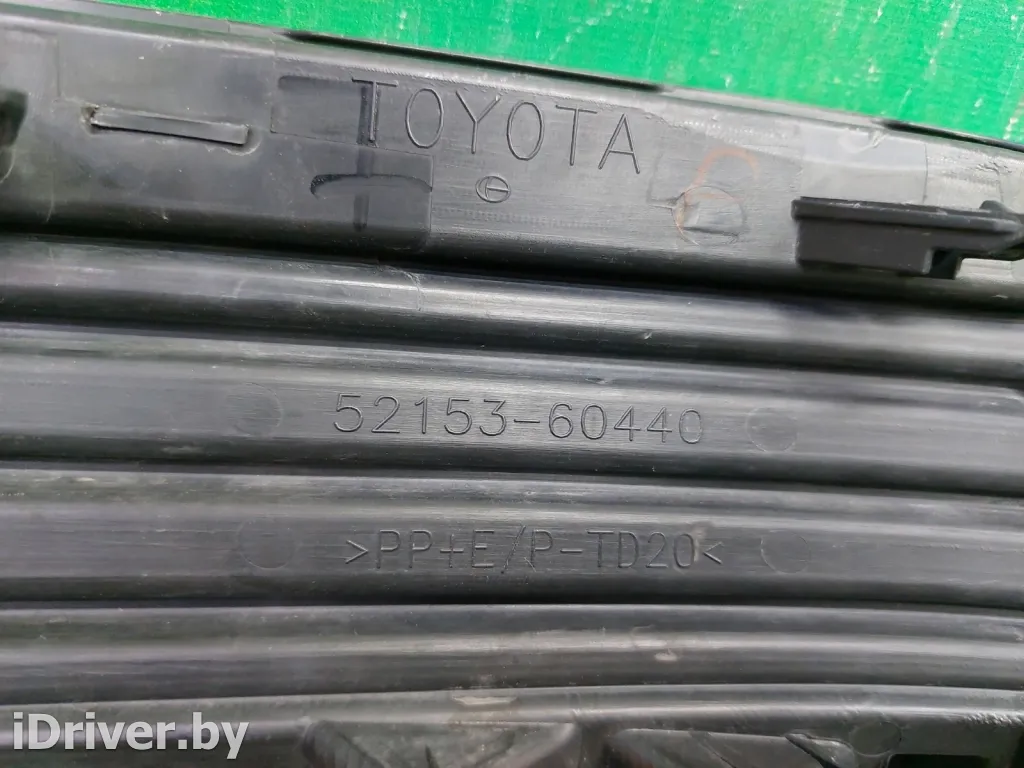 TOYOTA
52153-60440
>PP+E/P-TD20<
iDriver.by